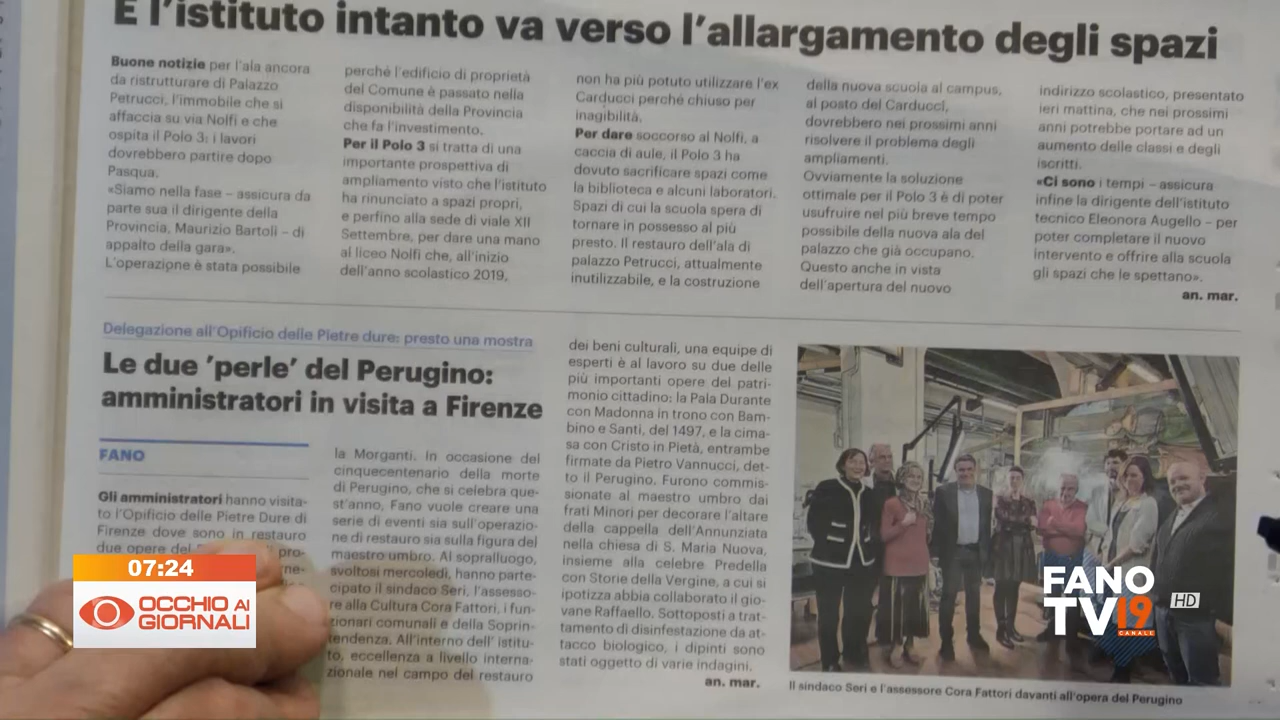 E l'istituto intanto va verso l'allargamento degli spazi
Buone notizie per l'ala ancora
da ristrutturare di Palazzo
Petrucci, l'immobile che si
affaccia su via Nolfi e che
ospita il Polo 3: i lavori
dovrebbero partire dopo
Pasqua.
«Siamo nella fase – assicura da
parte sua il dirigente della
Provincia, Maurizio Bartoli – di
appalto della gara».
L'operazione è stata possibile
perché l'edificio di proprietà
del Comune è passato nella
disponibilità della Provincia
che fa l'investimento.
Per il Polo 3 si tratta di una
importante prospettiva di
ampliamento visto che l'istituto
ha rinunciato a spazi propri,
e perfino alla sede di viale XII
Settembre, per dare una mano
al liceo Nolfi che, all'inizio
dell'anno scolastico 2019,
non ha più potuto utilizzare l'ex
Carducci perché chiuso per
inagibilità.
Per dare soccorso al Nolfi, a
caccia di aule, il Polo 3 ha
dovuto sacrificare spazi come
la biblioteca e alcuni laboratori.
Spazi di cui la scuola spera di
tornare in possesso al più
presto. Il restauro dell'ala di
palazzo Petrucci, attualmente
inutilizzabile, e la costruzione
della nuova scuola al campus,
al posto del Carducci,
dovrebbero nei prossimi anni
risolvere il problema degli
ampliamenti.
Ovviamente la soluzione
ottimale per il Polo 3 è di poter
usufruire nel più breve tempo
possibile della nuova ala del
palazzo che già occupano.
Questo anche in vista
dell'apertura del nuovo
indirizzo scolastico, presentato
ieri mattina, che nei prossimi
anni potrebbe portare ad un
aumento delle classi e degli
iscritti.
«Ci sono i tempi – assicura
infine la dirigente dell'istituto
tecnico Eleonora Augello – per
poter completare il nuovo
intervento e offrire alla scuola
gli spazi che le spettano».
an. mar.
Delegazione all'Opificio delle Pietre dure: presto una mostra
Le due 'perle' del Perugino:
amministratori in visita a Firenze
FANO
Gli amministratori hanno visita-
to l'Opificio delle Pietre Dure di
Firenze dove sono in restauro
due opere del
la Morganti. In occasione del
cinquecentenario della morte
di Perugino, che si celebra que-
st'anno, Fano vuole creare una
serie di eventi sia sull'operazio-
ne di restauro sia sulla figura del
maestro umbro. Al sopralluogo,
svoltosi mercoledì, hanno parte-
cipato il sindaco Seri, l'assesso-
re alla Cultura Cora Fattori, i fun-
zionari comunali e della Soprin-
tendenza. All'interno dell' istitu-
to, eccellenza a livello interna-
zionale nel campo del restauro
dei beni culturali, una equipe di
esperti è al lavoro su due delle
più importanti opere del patri-
monio cittadino: la Pala Durante
con Madonna in trono con Bam-
bino e Santi, del 1497, e la cima-
sa con Cristo in Pietà, entrambe
firmate da Pietro Vannucci, det-
to il Perugino. Furono commis-
sionate al maestro umbro dai
frati Minori per decorare l'altare
della cappella dell'Annunziata
nella chiesa di S. Maria Nuova,
insieme alla celebre Predella
con Storie della Vergine, a cui si
ipotizza abbia collaborato il gio-
vane Raffaello. Sottoposti a trat-
tamento di disinfestazione da at-
tacco biologico, i dipinti sono
stati oggetto di varie indagini.
an. mar.
Il sindaco Seri e l'assessore Cora Fattori davanti all'opera del Perugino
07:24
OCCHIO AI
GIORNALI
FANO
TV19
CANALE
HD